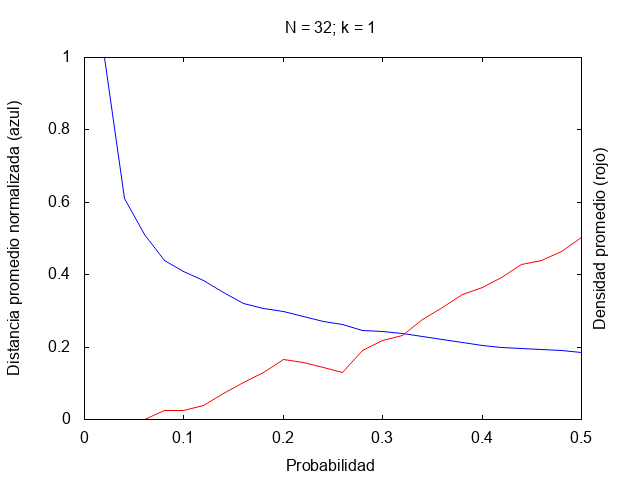 N = 32; k = 1
Distancia promedio normalizada (azul)
1
0.8
0.6
0.4
0.2
0
0 0.1 0.2 0.3 0.4 0.5
Probabilidad
Densidad promedio (rojo)